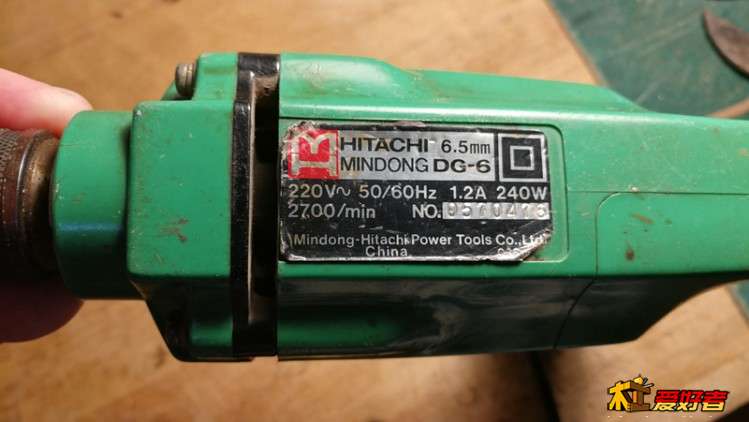 HITACHI 6.5mm
MINDONG DG-6
220V~ 50/60Hz 1.2A 240W
2700/min NO.
Mindong-Hitachi Power Tools Co.,Ltd
China
木工爱好者